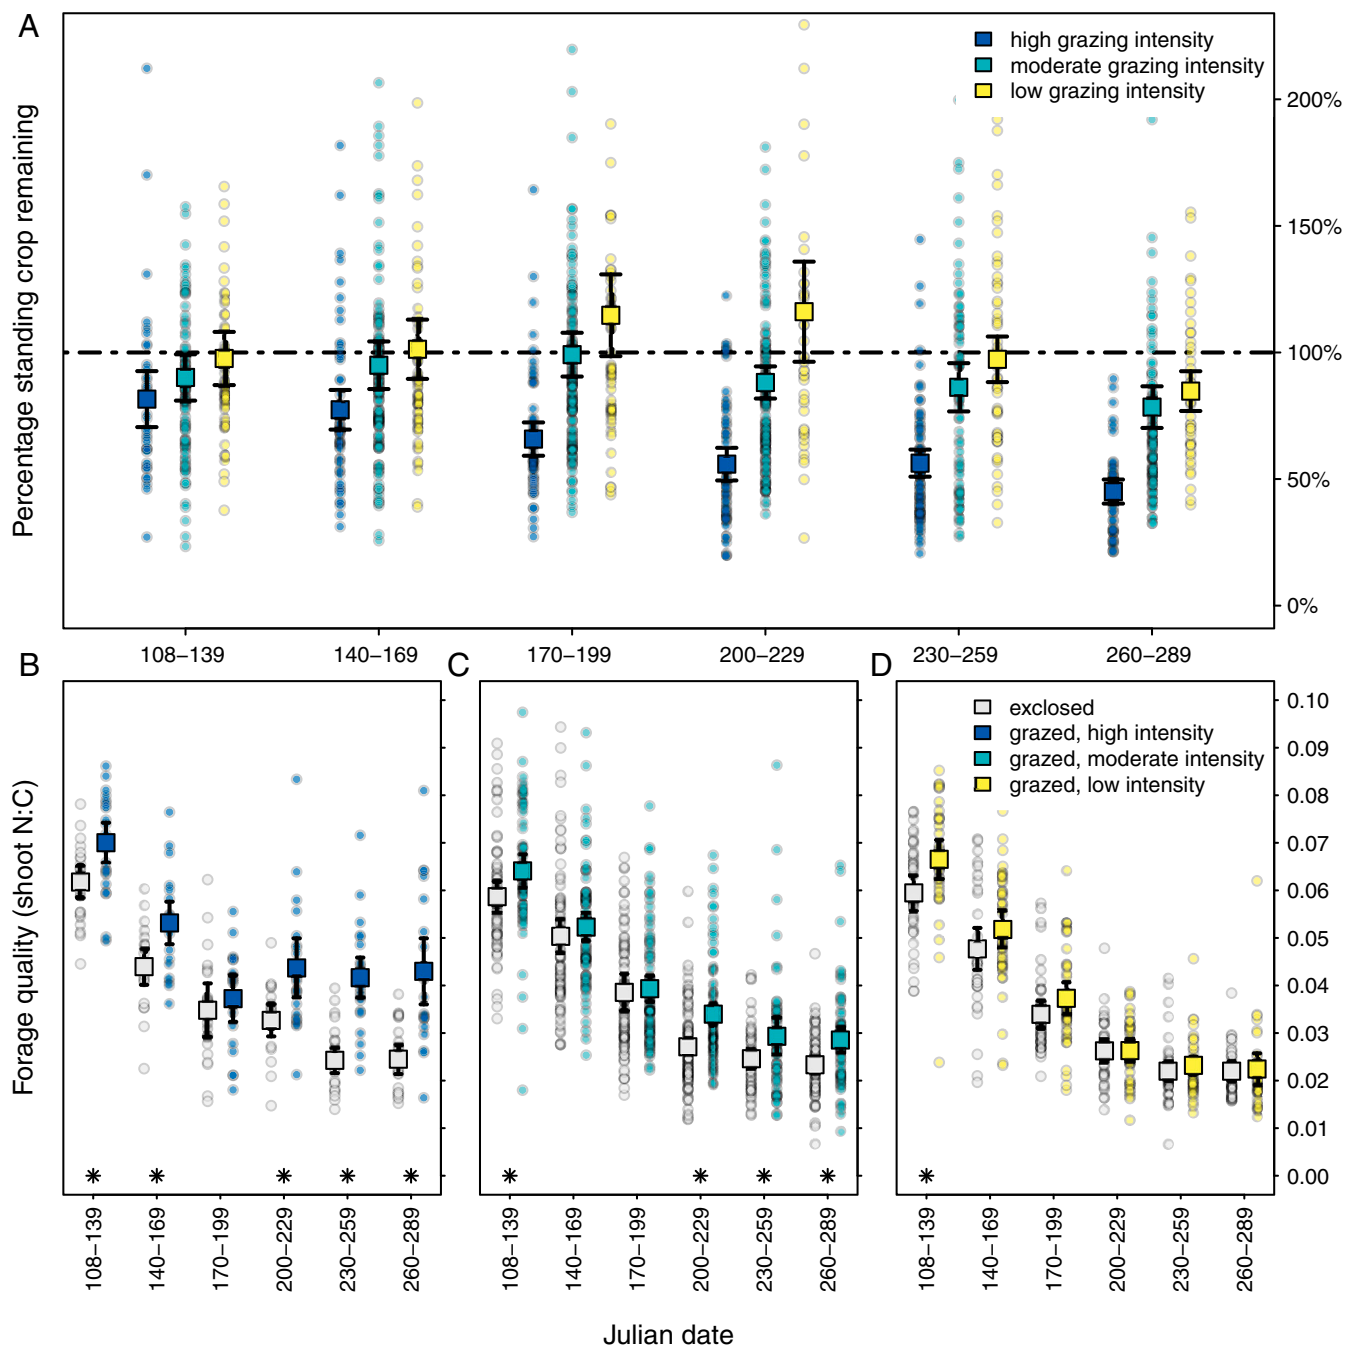 A
Percentage standing crop remaining
high grazing intensity
moderate grazing intensity
low grazing intensity
200%
150%
100%
50%
0%
108–139
140–169
170–199
200–229
230–259
260–289
B
C
D
Forage quality (shoot N:C)
exclosed
grazed, high intensity
grazed, moderate intensity
grazed, low intensity
0.10
0.09
0.08
0.07
0.06
0.05
0.04
0.03
0.02
0.01
0.00
* * * * *
* * * *
*
108–139
140–169
170–199
200–229
230–259
260–289
108–139
140–169
170–199
200–229
230–259
260–289
108–139
140–169
170–199
200–229
230–259
260–289
Julian date